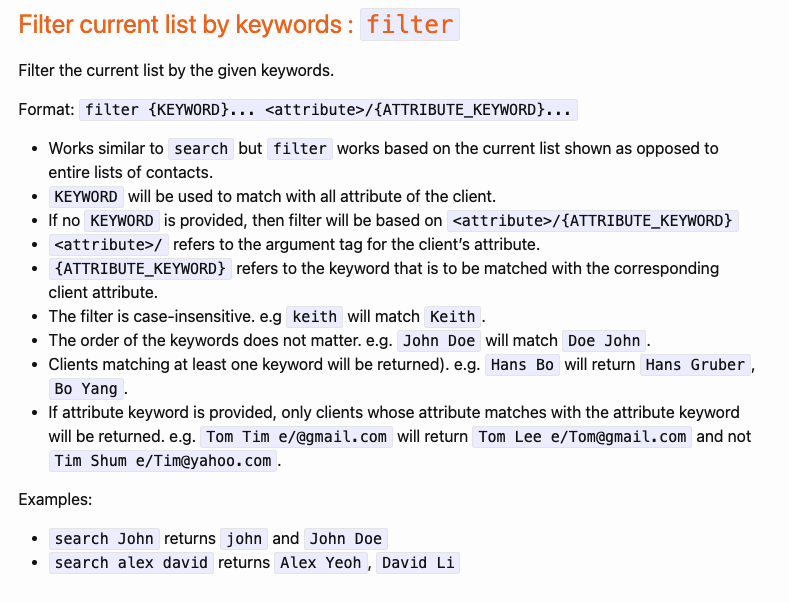 Filter current list by keywords : filter
Filter the current list by the given keywords.
Format: filter {KEYWORD}... <attribute>/{ATTRIBUTE_KEYWORD}...
• Works similar to search but filter works based on the current list shown as opposed to
entire lists of contacts.
• KEYWORD will be used to match with all attribute of the client.
• If no KEYWORD is provided, then filter will be based on <attribute>/{ATTRIBUTE_KEYWORD}
• <attribute>/ refers to the argument tag for the client’s attribute.
• {ATTRIBUTE_KEYWORD} refers to the keyword that is to be matched with the corresponding
client attribute.
• The filter is case-insensitive. e.g keith will match Keith.
• The order of the keywords does not matter. e.g. John Doe will match Doe John.
• Clients matching at least one keyword will be returned). e.g. Hans Bo will return Hans Gruber,
Bo Yang.
• If attribute keyword is provided, only clients whose attribute matches with the attribute keyword
will be returned. e.g. Tom Tim e/@gmail.com will return Tom Lee e/Tom@gmail.com and not
Tim Shum e/Tim@yahoo.com.
Examples:
• search John returns john and John Doe
• search alex david returns Alex Yeoh, David Li